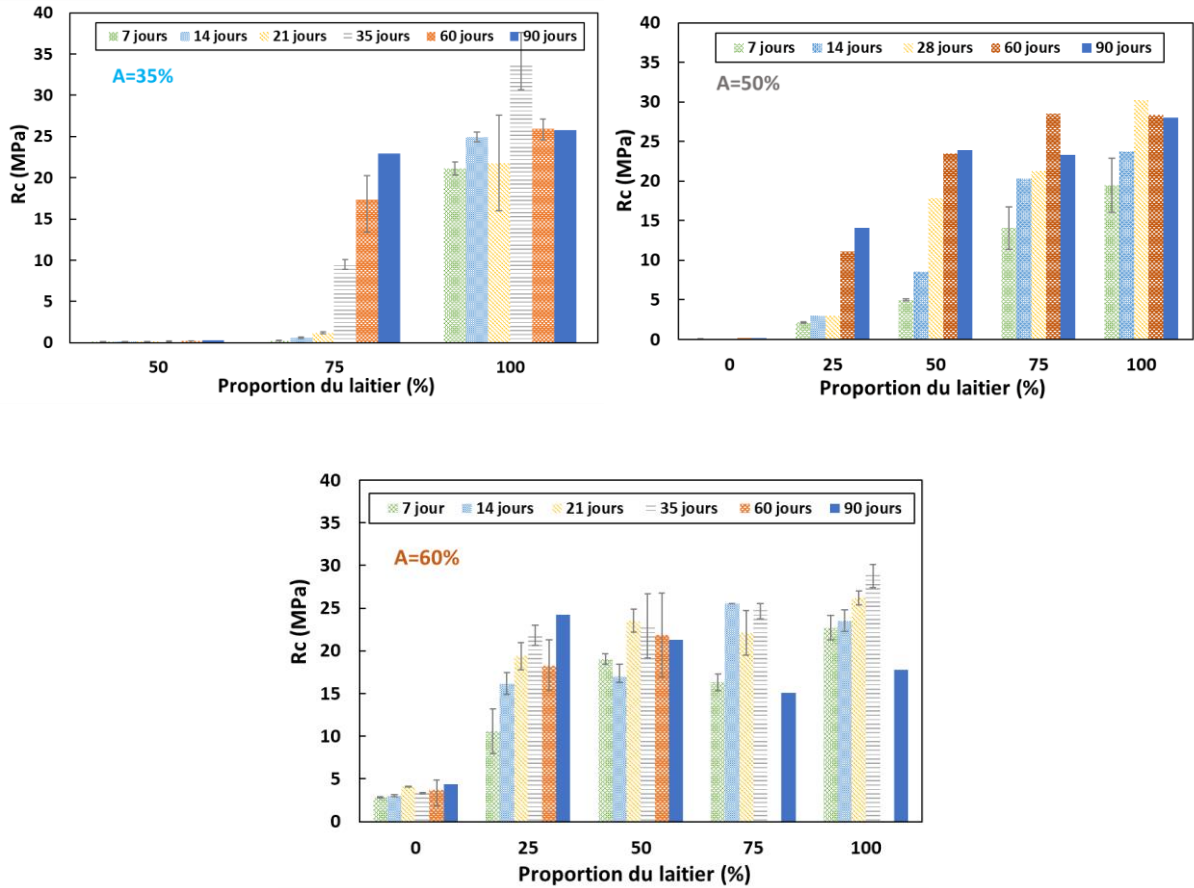 40
7 jours 14 jours 21 jours 35 jours 60 jours 90 jours
35
A=35%
30
25
20
15
10
5
0
Rc (MPa)
50 75 100
Proportion du laitier (%)
40
7 jours 14 jours 28 jours 60 jours 90 jours
35
A=50%
30
25
20
15
10
5
0
Rc (MPa)
0 25 50 75 100
Proportion du laitier (%)
40
7 jour 14 jours 21 jours 35 jours 60 jours 90 jours
35
A=60%
30
25
20
15
10
5
0
Rc (MPa)
0 25 50 75 100
Proportion du laitier (%)